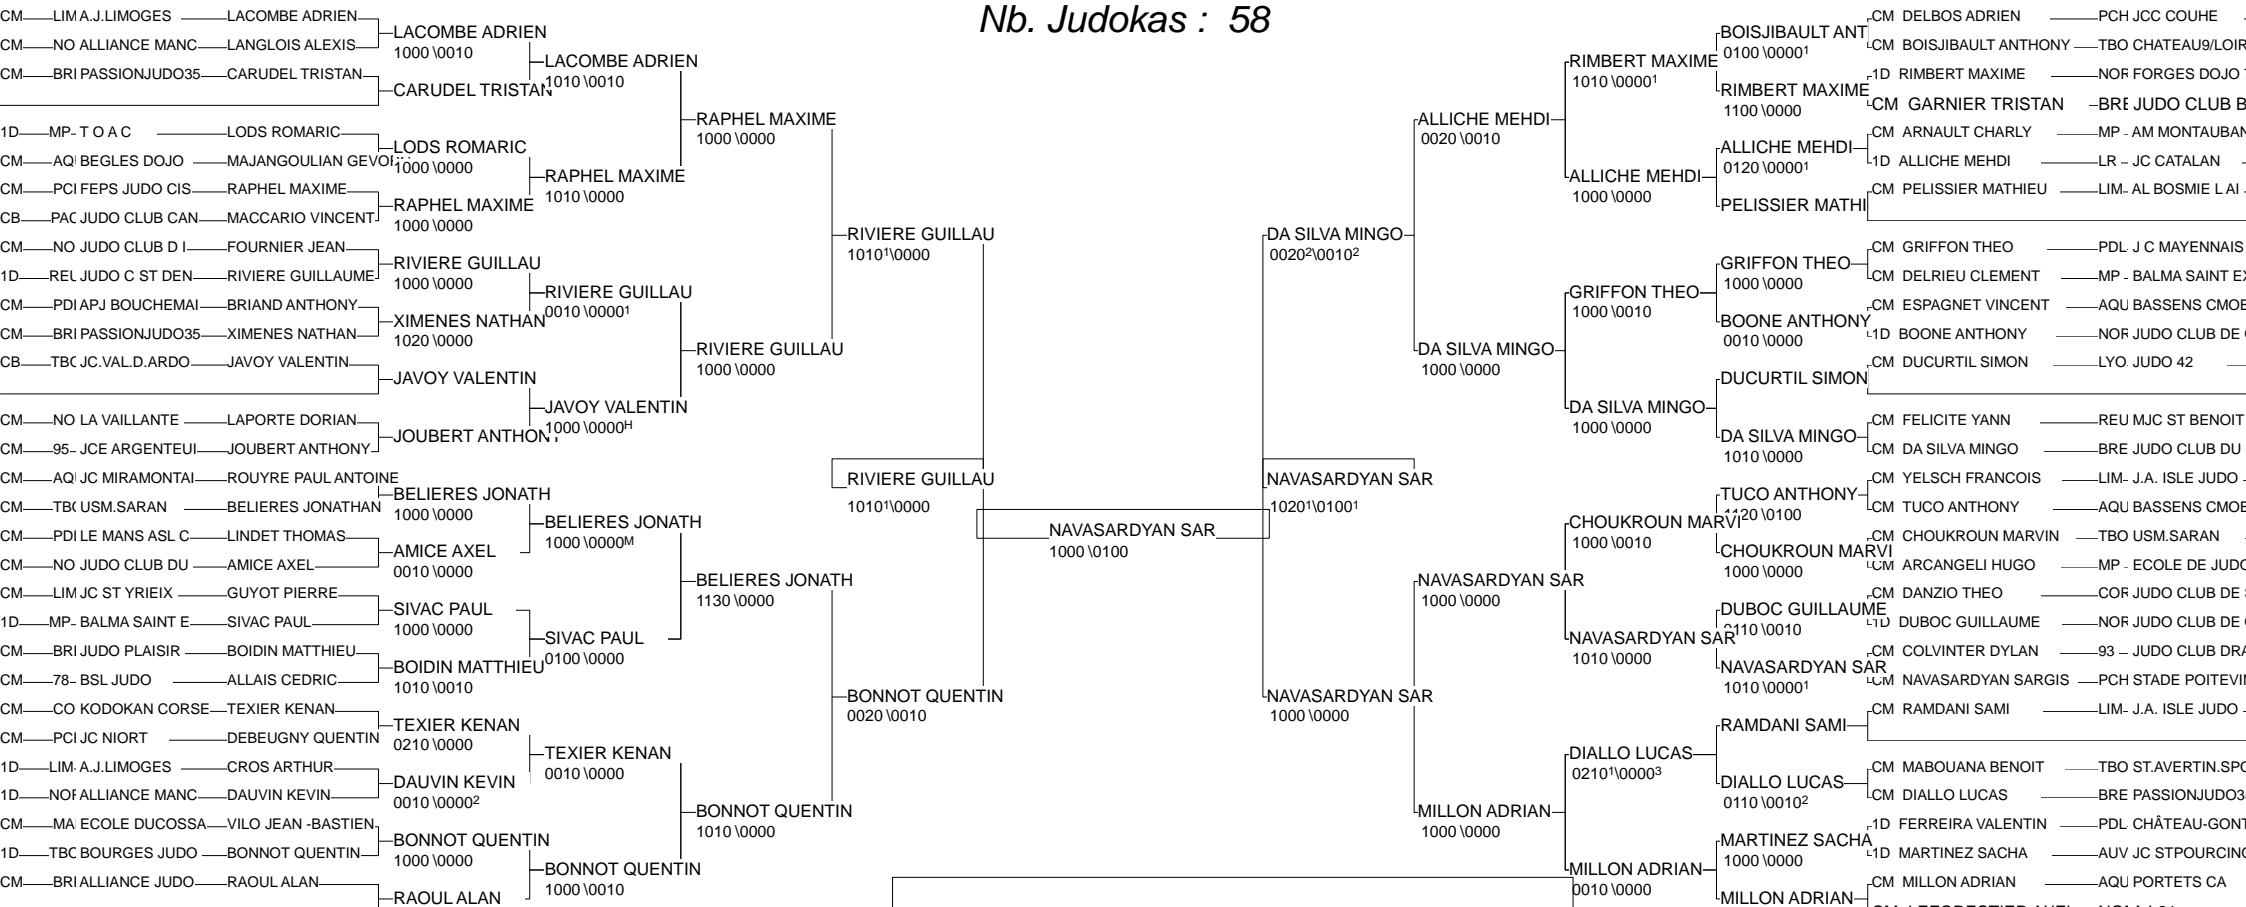 Nb. Judokas : 58
CM LIM A.J.LIMOGES LACOMBE ADRIEN
CM NO ALLIANCE MANC LANGLOIS ALEXIS
CM BRI PASSIONJUDO35 CARUDEL TRISTAN
1D MP- T O A C LODS ROMARIC
CM AQ BEGLES DOJO MAJANGOULIAN
CM PCI FEPS JUDO CIS RAPHEL MAXIME
CB PAC JUDO CLUB CAN MACCARIO VINCENT
CM NO JUDO CLUB D I FOURNIER JEAN
1D REU JUDO C ST DEN RIVIERE GUILLAUME
CM PDI APJ BOUCHEMAI BRIAND ANTHONY
CM BRI PASSIONJUDO35 XIMENES NATHAN
CB TBC JC.VAL.D.ARDO JAVOY VALENTIN
CM NO LA VAILLANTE LAPORTE DORIAN
CM 95- JCE ARGENTEUI JOUBERT ANTHONY
CM AQ JC MIRAMONTAI ROUYRE PAUL ANTOINE
CM TB USM.SARAN BELIERES JONATHAN
CM PDI LE MANS ASL C LINDET THOMAS
CM NO JUDO CLUB DU AMICE AXEL
CM LIM JC ST YRIEIX GUYOT PIERRE
1D MP- BALMA SAINT E SIVAC PAUL
CM BRI JUDO PLAISIR BOIDIN MATTHIEU
CM 78- BSL JUDO ALLAIS CEDRIC
CM CO KODOKAN CORSE TEXIER KENAN
CM PCI JC NIORT DEBEUGNY QUENTIN
1D LIM- A.J.LIMOGES CROS ARTHUR
1D NOF ALLIANCE MANC DAUVIN KEVIN
CM MA ECOLE DUCOSSA VILO JEAN -BASTIEN
1D TBC BOURGES JUDO BONNOT QUENTIN
CM BRI ALLIANCE JUDO RAOUL ALAN
LACOMBE ADRIEN
1000 \0010
CARUDEL TRISTAN
LODS ROMARIC
1000 \0000
RAPHEL MAXIME
1000 \0000
RIVIERE GUILLAU
1000 \0000
XIMENES NATHAN
1020 \0000
JAVOY VALENTIN
JOUBERT ANTHONY
BELIERES JONATH
1000 \0000
AMICE AXEL
0010 \0000
SIVAC PAUL
1000 \0000
BOIDIN MATTHIEU
1010 \0010
TEXIER KENAN
0210 \0000
DAUVIN KEVIN
0010 \0000²
BONNOT QUENTIN
1000 \0000
RAOUL ALAN
LACOMBE ADRIEN
1010 \0010
RAPHEL MAXIME
1010 \0000
RIVIERE GUILLAU
0010 \0000¹
JAVOY VALENTIN
1000 \0000ᴴ
BELIERES JONATH
1000 \0000ᴹ
SIVAC PAUL
0100 \0000
TEXIER KENAN
0010 \0000
BONNOT QUENTIN
1000 \0010
RAPHEL MAXIME
1000 \0000
RIVIERE GUILLAU
1000 \0000
BELIERES JONATH
1130 \0000
BONNOT QUENTIN
1010 \0000
RIVIERE GUILLAU
1010¹\0000
BONNOT QUENTIN
0020 \0010
RIVIERE GUILLAU
1010¹\0000
NAVASARDYAN SAR
1000 \0100
NAVASARDYAN SAR
1020¹\0100¹
DA SILVA MINGO
0020²\0010²
NAVASARDYAN SAR
1000 \0000
ALLICHE MEHDI
0020 \0010
DA SILVA MINGO
1000 \0000
NAVASARDYAN SAR
1000 \0000
MILLON ADRIAN
1000 \0000
RIMBERT MAXIME
1010 \0000¹
ALLICHE MEHDI
1000 \0000
GRIFFON THEO
1000 \0010
DA SILVA MINGO
1000 \0000
CHOUKROUN MARVI
1000 \0010
NAVASARDYAN SAR
1010 \0000
DIALLO LUCAS
0210¹\0000³
MILLON ADRIAN
0010 \0000
BOISJIBAULT ANT
0100 \0000¹
RIMBERT MAXIME
1100 \0000
ALLICHE MEHDI
0120 \0000¹
PELISSIER MATHI
GRIFFON THEO
1000 \0000
BOONE ANTHONY
0010 \0000
DUCURTIL SIMON
DA SILVA MINGO
1010 \0000
TUCO ANTHONY
1120 \0100
CHOUKROUN MARVI
1000 \0000
DUBOC GUILLAUME
0110 \0010
NAVASARDYAN SAR
1010 \0000¹
RAMDANI SAMI
DIALLO LUCAS
0110 \0010²
MARTINEZ SACHA
1000 \0000
MILLON ADRIAN
CM DELBOS ADRIEN PCH JCC COUHE
CM BOISJIBAULT ANTHONY TBO CHATEAU9/LOIR
1D RIMBERT MAXIME NOR FORGES DOJO
CM GARNIER TRISTAN BRE JUDO CLUB B
CM ARNAULT CHARLY MP - AM MONTAUBAN
1D ALLICHE MEHDI LR - JC CATALAN
CM PELISSIER MATHIEU LIM- AL BOSMIE L AI
CM GRIFFON THEO PDL J C MAYENNAIS
CM DELRIEU CLEMENT MP - BALMA SAINT EX
CM ESPAGNET VINCENT AQU BASSENS CMOE
1D BOONE ANTHONY NOR JUDO CLUB DE
CM DUCURTIL SIMON LYO JUDO 42
CM FELICITE YANN REU MJC ST BENOIT
CM DA SILVA MINGO BRE JUDO CLUB DU
CM YELSCH FRANCOIS LIM- J.A. ISLE JUDO
CM TUCO ANTHONY AQU BASSENS CMOE
CM CHOUKROUN MARVIN TBO USM.SARAN
CM ARCANGELI HUGO MP - ECOLE DE JUDO
CM DANZIO THEO COR JUDO CLUB DE
1D DUBOC GUILLAUME NOR JUDO CLUB DE
CM COLVINTER DYLAN 93 - JUDO CLUB DRA
CM NAVASARDYAN SARGIS PCH STADE POITEVIN
CM RAMDANI SAMI LIM- J.A. ISLE JUDO
CM MABOUANA BENOIT TBO ST.AVERTIN.SPO
CM DIALLO LUCAS BRE PASSIONJUDO3
1D FERREIRA VALENTIN PDL CHÂTEAU-GONT
1D MARTINEZ SACHA AUV JC STPOURCINO
CM MILLON ADRIAN AQU PORTETS CA